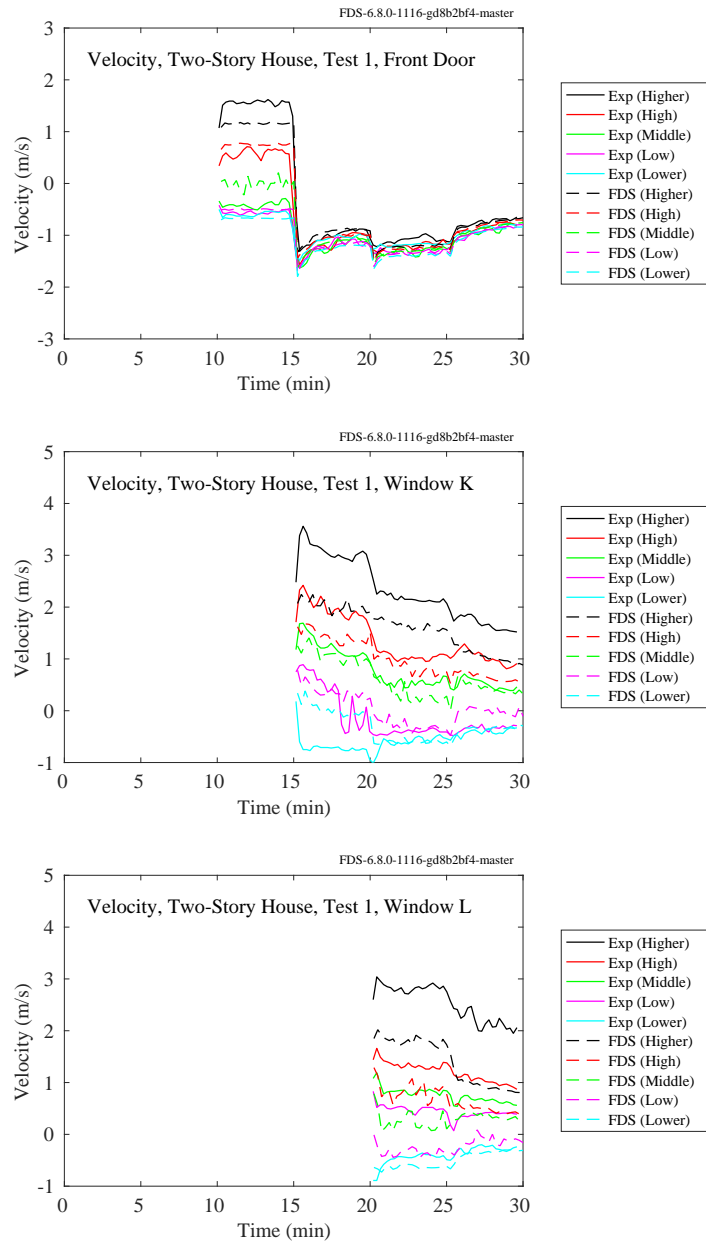 FDS-6.8.0-1116-gd8b2bf4-master
Velocity, Two-Story House, Test 1, Front Door
3
2
1
0
-1
-2
-3
Velocity (m/s)
0
5
10
15
20
25
30
Time (min)
Exp (Higher)
Exp (High)
Exp (Middle)
Exp (Low)
Exp (Lower)
FDS (Higher)
FDS (High)
FDS (Middle)
FDS (Low)
FDS (Lower)
FDS-6.8.0-1116-gd8b2bf4-master
Velocity, Two-Story House, Test 1, Window K
5
4
3
2
1
0
-1
Velocity (m/s)
0
5
10
15
20
25
30
Time (min)
Exp (Higher)
Exp (High)
Exp (Middle)
Exp (Low)
Exp (Lower)
FDS (Higher)
FDS (High)
FDS (Middle)
FDS (Low)
FDS (Lower)
FDS-6.8.0-1116-gd8b2bf4-master
Velocity, Two-Story House, Test 1, Window L
5
4
3
2
1
0
-1
Velocity (m/s)
0
5
10
15
20
25
30
Time (min)
Exp (Higher)
Exp (High)
Exp (Middle)
Exp (Low)
Exp (Lower)
FDS (Higher)
FDS (High)
FDS (Middle)
FDS (Low)
FDS (Lower)